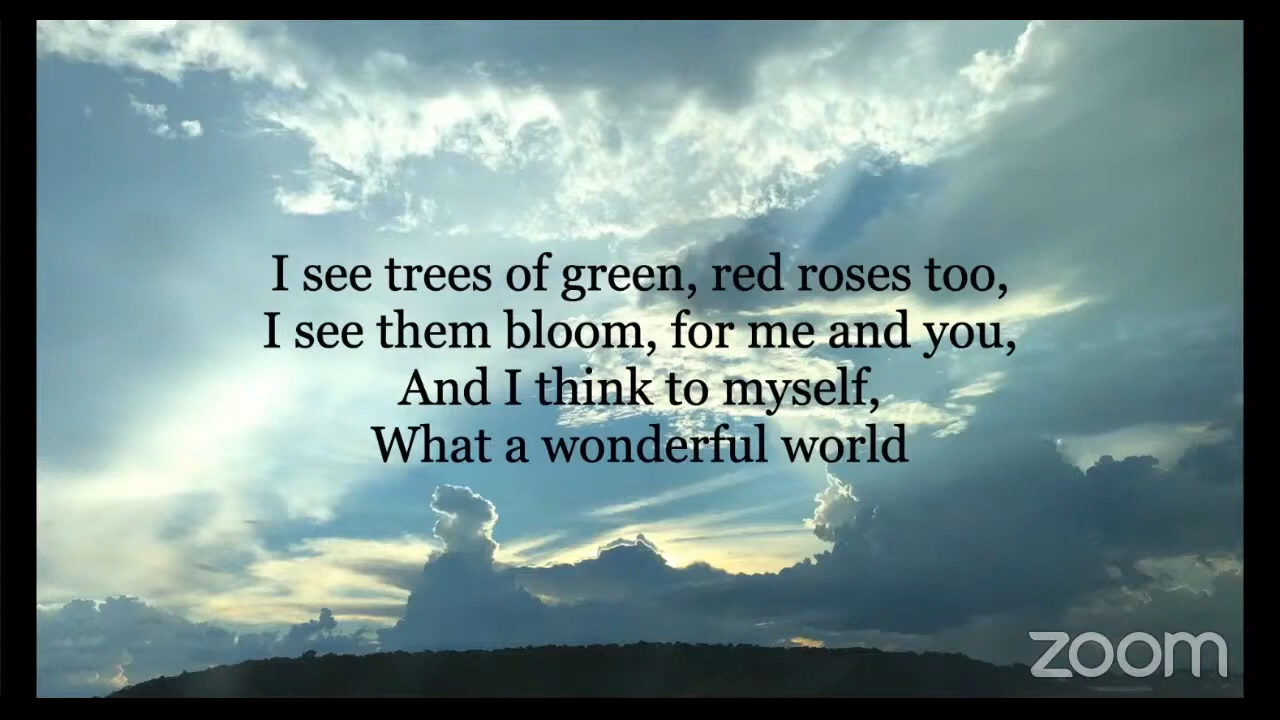 I see trees of green, red roses too,
I see them bloom, for me and you,
And I think to myself,
What a wonderful world
zoom